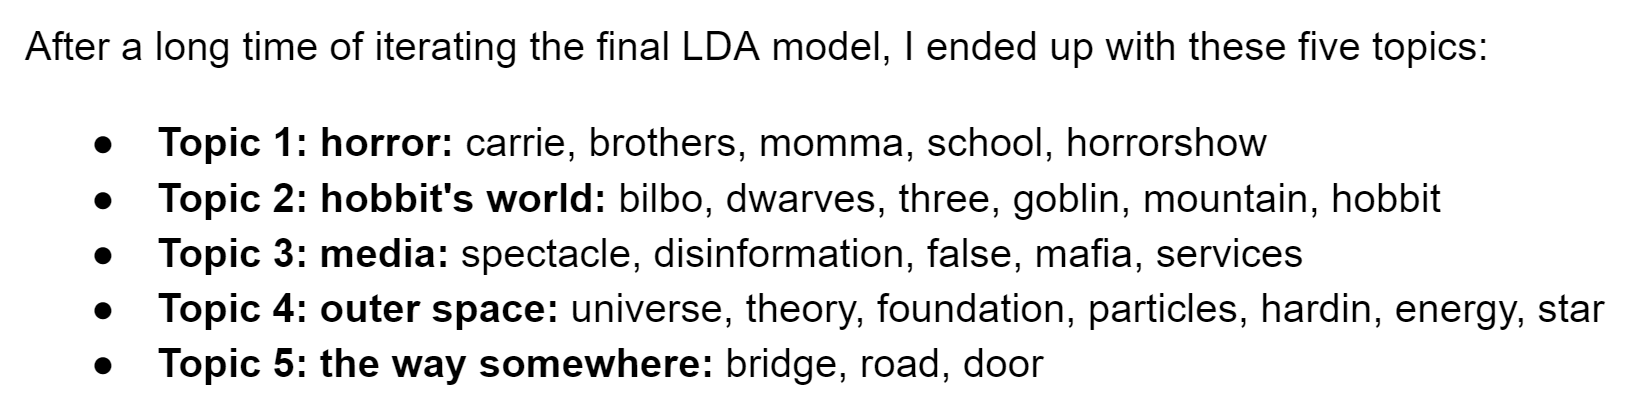 After a long time of iterating the final LDA model, I ended up with these five topics:
● Topic 1: horror: carrie, brothers, momma, school, horrorshow
● Topic 2: hobbit's world: bilbo, dwarves, three, goblin, mountain, hobbit
● Topic 3: media: spectacle, disinformation, false, mafia, services
● Topic 4: outer space: universe, theory, foundation, particles, hardin, energy, star
● Topic 5: the way somewhere: bridge, road, door